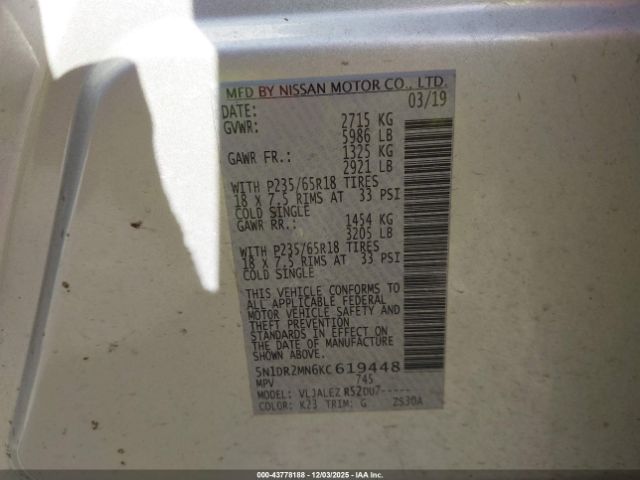 MFD BY NISSAN MOTOR CO., LTD.
DATE: 03/19
GVWR: 2715 KG
5986 LB
GAWR FR.: 1325 KG
2921 LB
WITH P235/65R18 TIRES
18 X 7.5 RIMS AT 33 PSI
COLD SINGLE
GAWR RR.: 1454 KG
3205 LB
WITH P235/65R18 TIRES
18 X 7.5 RIMS AT 33 PSI
COLD SINGLE
THIS VEHICLE CONFORMS TO
ALL APPLICABLE FEDERAL
MOTOR VEHICLE SAFETY AND
THEFT PREVENTION
STANDARDS IN EFFECT ON
THE DATE OF MANUFACTURE
SHOWN ABOVE.
5N1DR2MN6KC619448
MPV 745
MODEL: VLJALEZ R52DU7-----
COLOR: K23 TRIM: G ZS30A
000-43778188 - 12/03/2025 - IAA Inc.